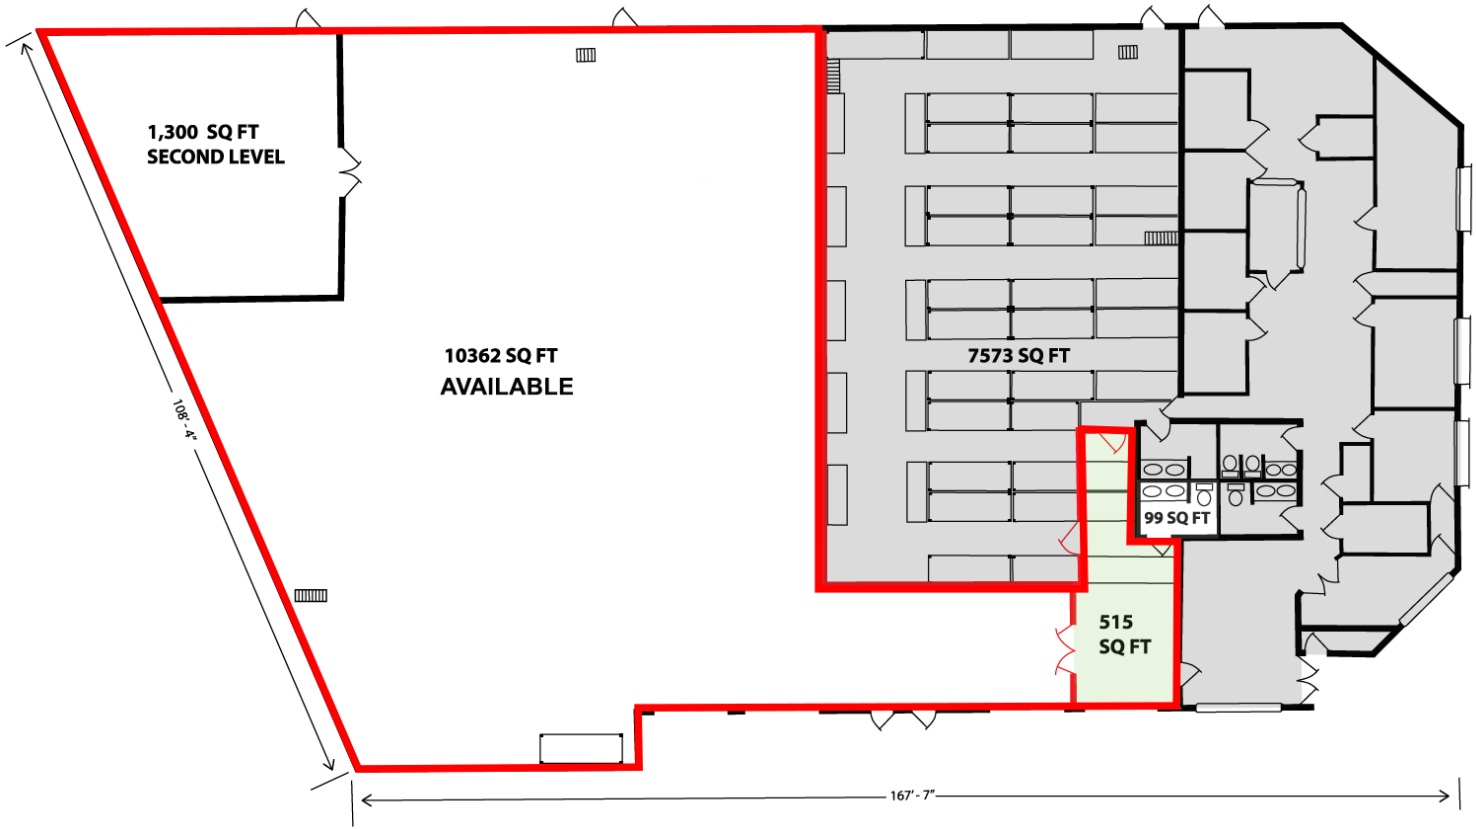 1,300 SQ FT
SECOND LEVEL
10362 SQ FT
AVAILABLE
7573 SQ FT
108' - 4"
99 SQ FT
515
SQ FT
167' - 7"